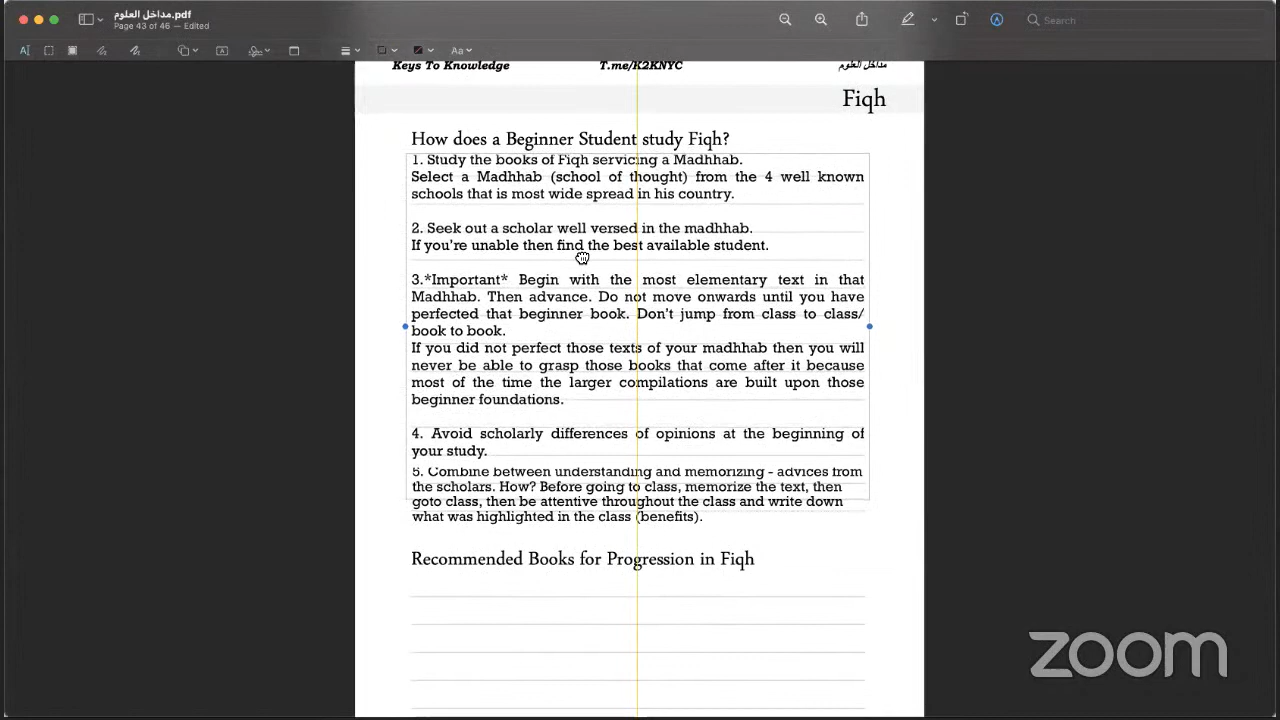 مداخل العلوم.pdf
Page 43 of 46 — Edited
Search
Aa
Keys To Knowledge T.me/K2KNYC مداخل العلوم
Fiqh
How does a Beginner Student study Fiqh?
1. Study the books of Fiqh servicing a Madhhab.
Select a Madhhab (school of thought) from the 4 well known
schools that is most wide spread in his country.
2. Seek out a scholar well versed in the madhhab.
If you're unable then find the best available student.
3.*Important* Begin with the most elementary text in that
Madhhab. Then advance. Do not move onwards until you have
perfected that beginner book. Don't jump from class to class/
book to book.
If you did not perfect those texts of your madhhab then you will
never be able to grasp those books that come after it because
most of the time the larger compilations are built upon those
beginner foundations.
4. Avoid scholarly differences of opinions at the beginning of
your study.
5. Combine between understanding and memorizing - advices from
the scholars. How? Before going to class, memorize the text, then
goto class, then be attentive throughout the class and write down
what was highlighted in the class (benefits).
Recommended Books for Progression in Fiqh
zoom